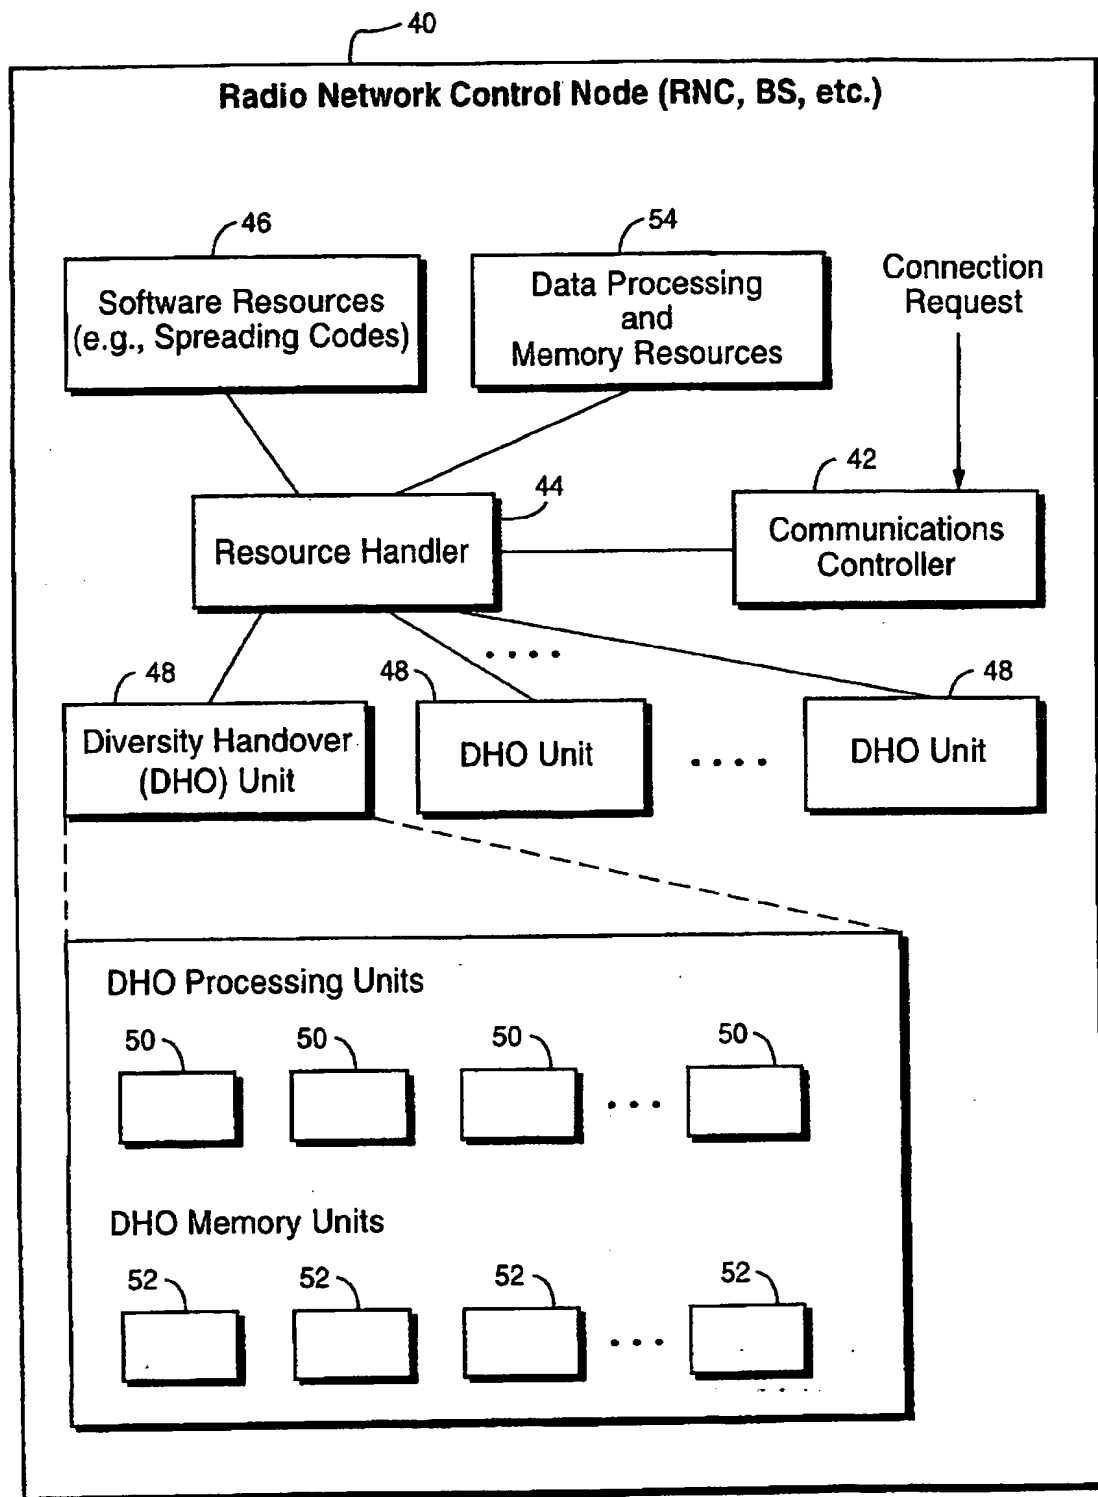 40
Radio Network Control Node (RNC, BS, etc.)
46
54
Software Resources
(e.g., Spreading Codes)
Data Processing
and
Memory Resources
Connection
Request
44
42
Resource Handler
Communications
Controller
48
48
48
Diversity Handover
(DHO) Unit
DHO Unit
DHO Unit
DHO Processing Units
50
50
50
50
DHO Memory Units
52
52
52
52